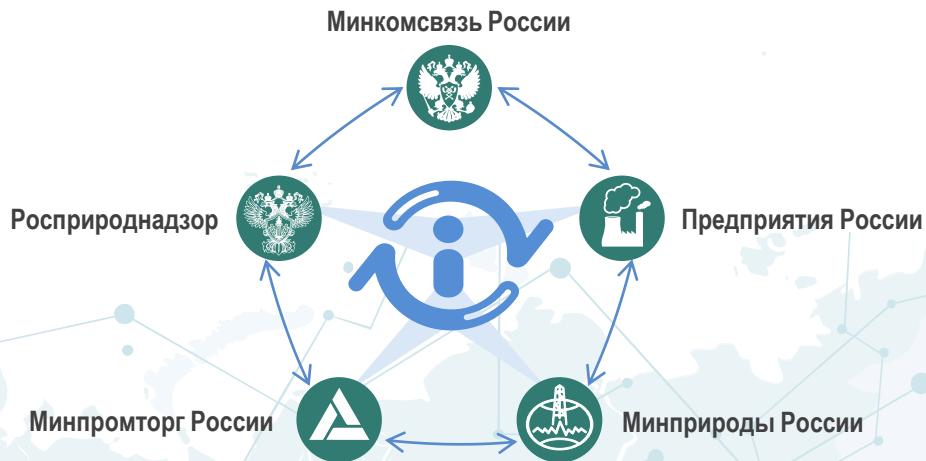 Минкомсвязь России
Росприроднадзор
Предприятия России
Минпромторг России
Минприроды России